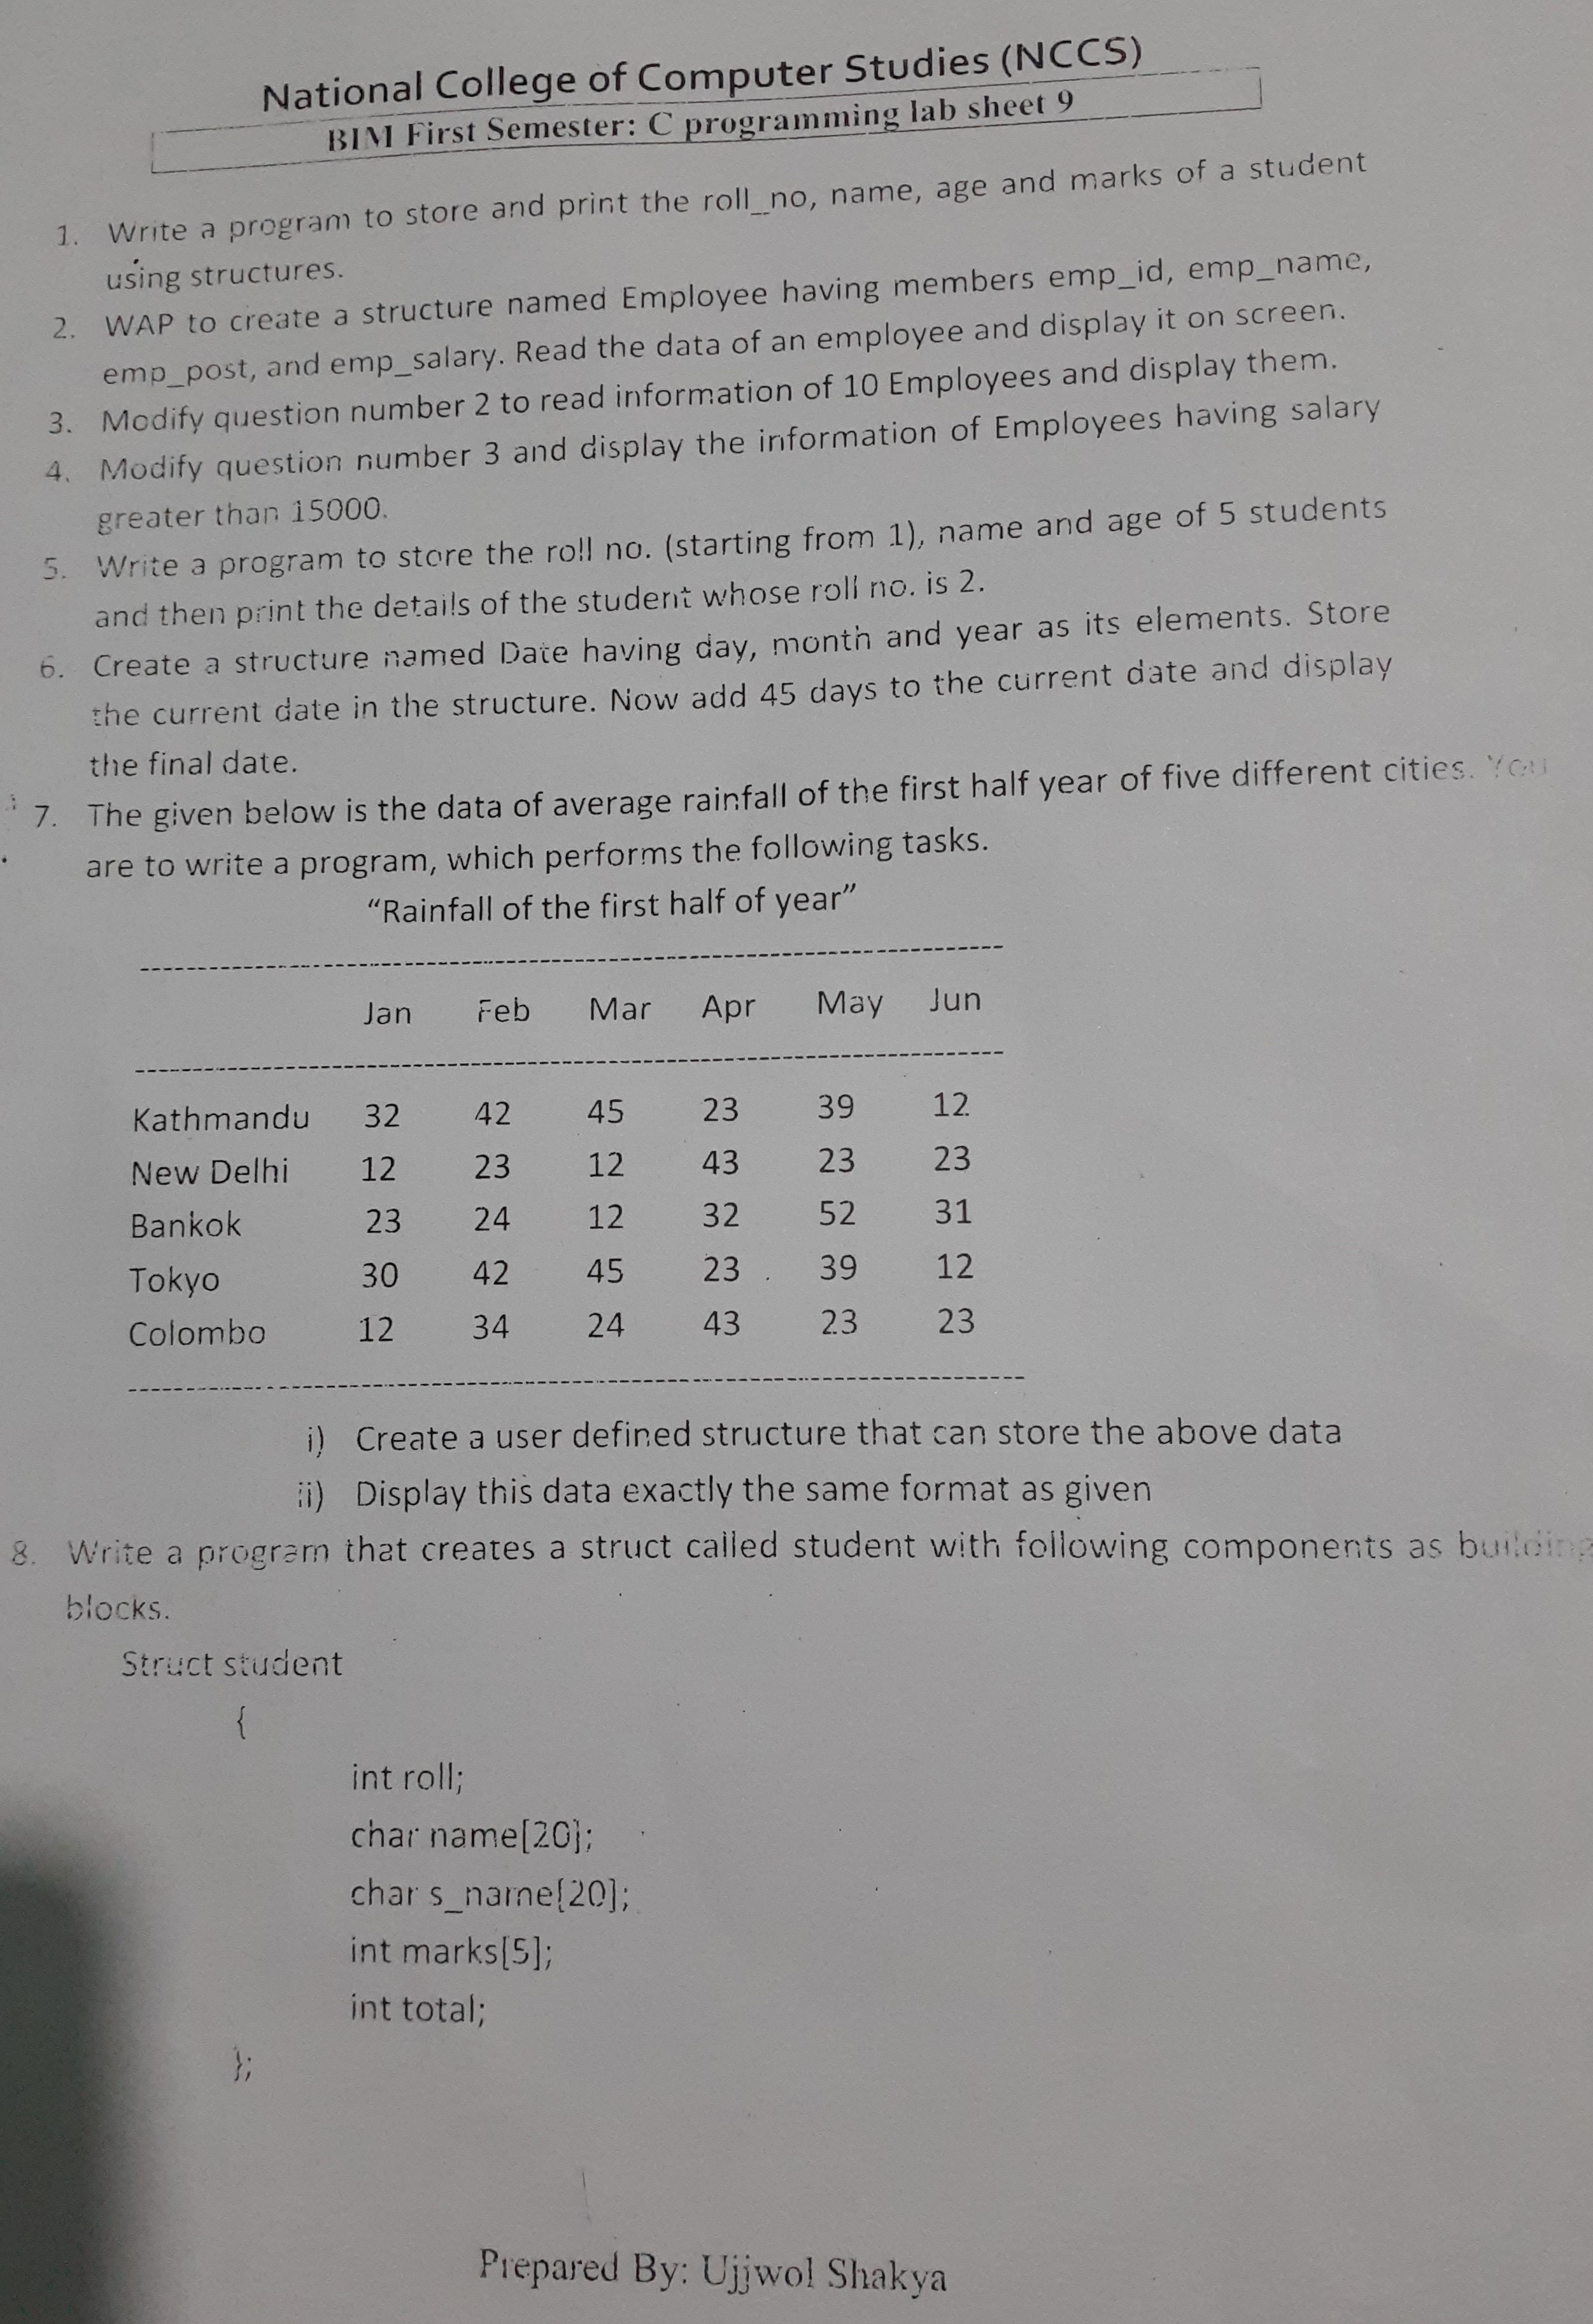 National College of Computer Studies (NCCS)
BIM First Semester: C programming lab sheet 9
1. Write a program to store and print the roll_no, name, age and marks of a student
using structures.
2. WAP to create a structure named Employee having members emp_id, emp_name,
emp_post, and emp_salary. Read the data of an employee and display it on screen.
3. Modify question number 2 to read information of 10 Employees and display them.
4. Modify question number 3 and display the information of Employees having salary
greater than 15000.
5. Write a program to store the roll no. (starting from 1), name and age of 5 students
and then print the details of the student whose roll no. is 2.
6. Create a structure named Date having day, month and year as its elements. Store
the current date in the structure. Now add 45 days to the current date and display
the final date.
7. The given below is the data of average rainfall of the first half year of five different cities. You
are to write a program, which performs the following tasks.
“Rainfall of the first half of year”
Jan Feb Mar Apr May Jun
Kathmandu 32 42 45 23 39 12
New Delhi 12 23 12 43 23 23
Bankok 23 24 12 32 52 31
Tokyo 30 42 45 23 39 12
Colombo 12 34 24 43 23 23
i) Create a user defined structure that can store the above data
ii) Display this data exactly the same format as given
8. Write a program that creates a struct called student with following components as building
blocks.
Struct student
{
int roll;
char name[20];
char s_name[20];
int marks[5];
int total;
};
Prepared By: Ujjwol Shakya